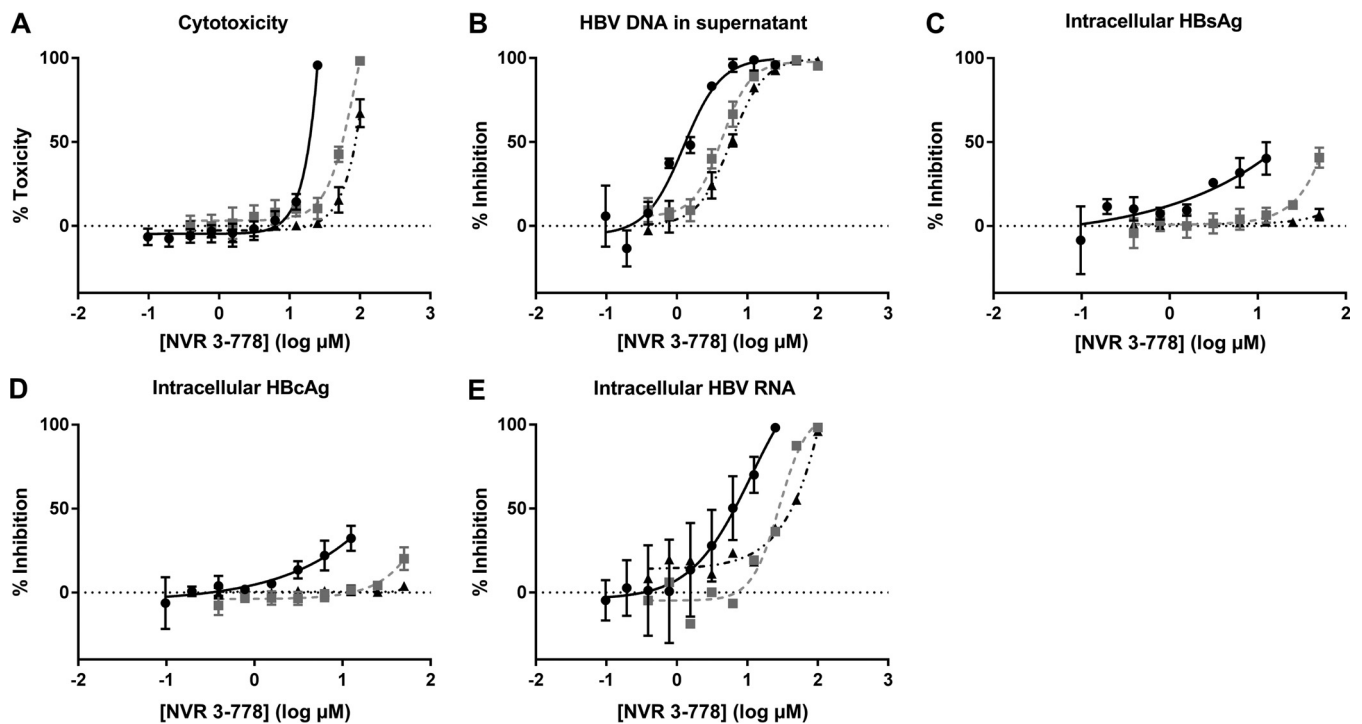 A
Cytotoxicity
% Toxicity
100
50
0
-1 0 1 2 3
[NVR 3-778] (log µM)
B
HBV DNA in supernatant
% Inhibition
100
50
0
-2 -1 0 1 2 3
[NVR 3-778] (log µM)
C
Intracellular HBsAg
% Inhibition
100
50
0
-2 -1 0 1 2
[NVR 3-778] (log µM)
D
Intracellular HBcAg
% Inhibition
100
50
0
-2 -1 0 1 2
[NVR 3-778] (log µM)
E
Intracellular HBV RNA
% Inhibition
100
50
0
-2 -1 0 1 2 3
[NVR 3-778] (log µM)